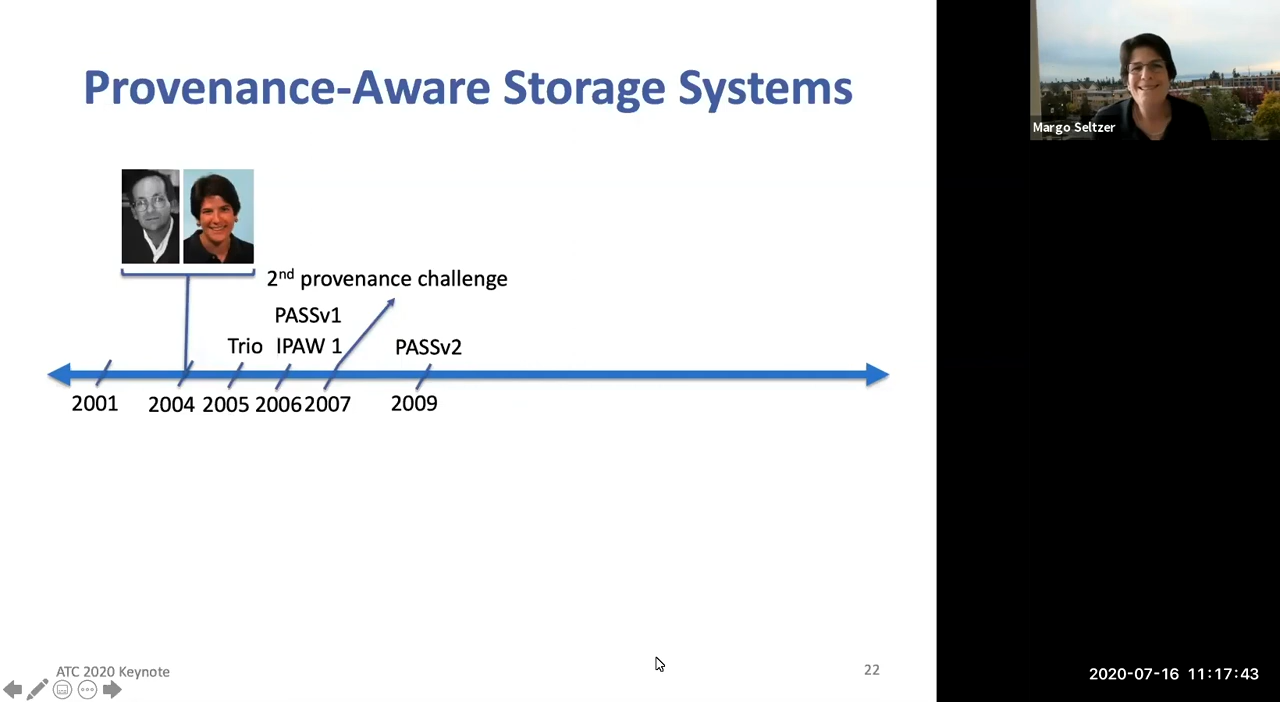 Provenance-Aware Storage Systems
Margo Seltzer
2nd provenance challenge
PASSv1
Trio IPAW 1 PASSv2
2001 2004 2005 2006 2007 2009
ATC 2020 Keynote
22
2020-07-16 11:17:43